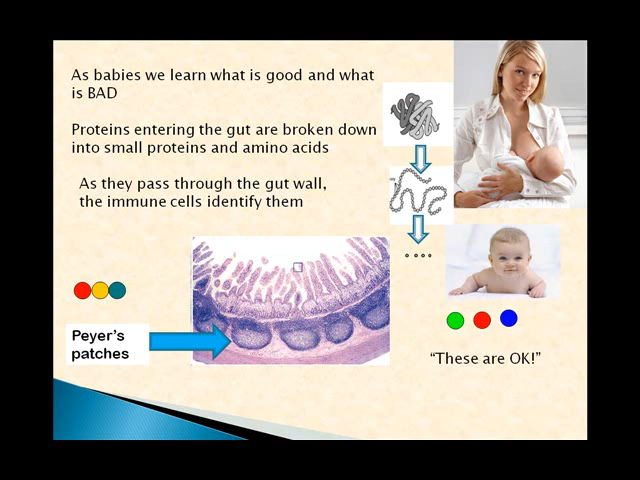 As babies we learn what is good and what
is BAD
Proteins entering the gut are broken down
into small proteins and amino acids
As they pass through the gut wall,
the immune cells identify them
Peyer's
patches
“These are OK!”